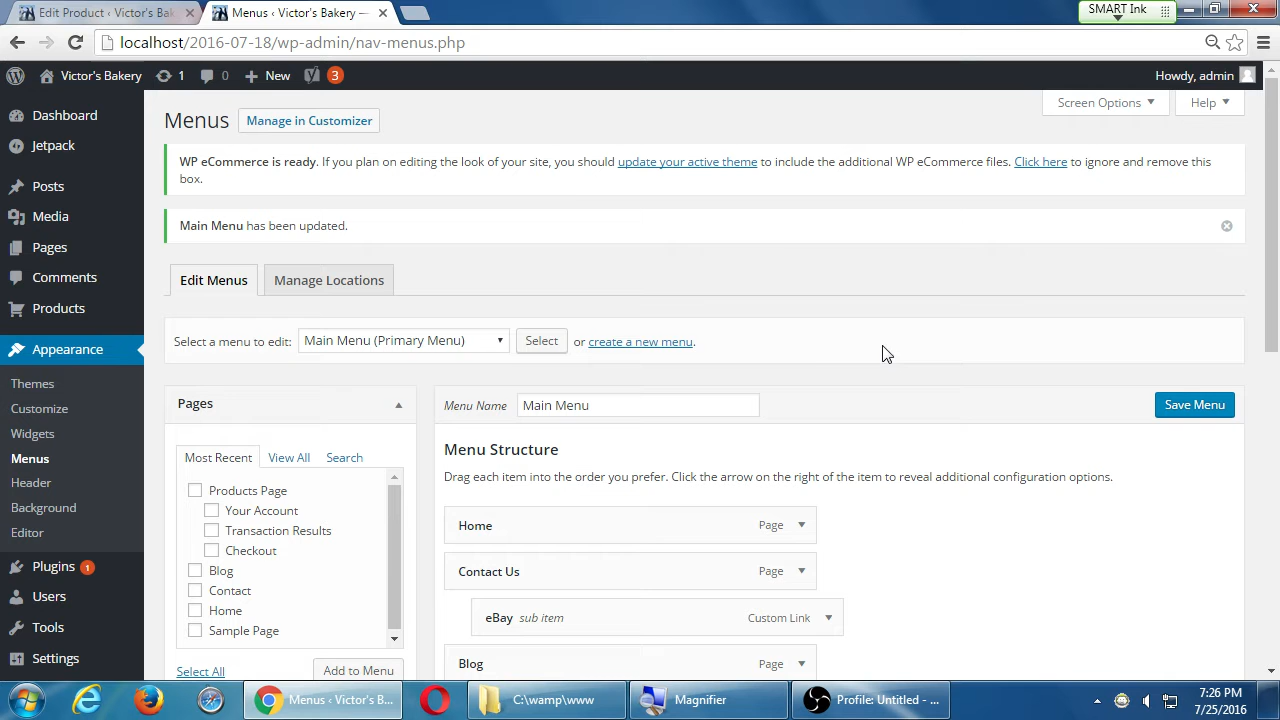 Edit Product ‹ Victor's Bak
Menus ‹ Victor's Bakery —
SMART Ink
localhost/2016-07-18/wp-admin/nav-menus.php
Victor's Bakery
1
0
New
3
Howdy, admin
Dashboard
Jetpack
Posts
Media
Pages
Comments
Products
Appearance
Themes
Customize
Widgets
Menus
Header
Background
Editor
Plugins 1
Users
Tools
Settings
Menus
Manage in Customizer
Screen Options
Help
WP eCommerce is ready. If you plan on editing the look of your site, you should update your active theme to include the additional WP eCommerce files. Click here to ignore and remove this
box.
Main Menu has been updated.
Edit Menus
Manage Locations
Select a menu to edit:
Main Menu (Primary Menu)
Select
or create a new menu.
Pages
Most Recent
View All
Search
Products Page
Your Account
Transaction Results
Checkout
Blog
Contact
Home
Sample Page
Select All
Add to Menu
Menu Name
Main Menu
Save Menu
Menu Structure
Drag each item into the order you prefer. Click the arrow on the right of the item to reveal additional configuration options.
Home
Page
Contact Us
Page
eBay sub item
Custom Link
Blog
Page
Menus ‹ Victor's B...
C:\wamp\www
Magnifier
Profile: Untitled - ...
7:26 PM
7/25/2016